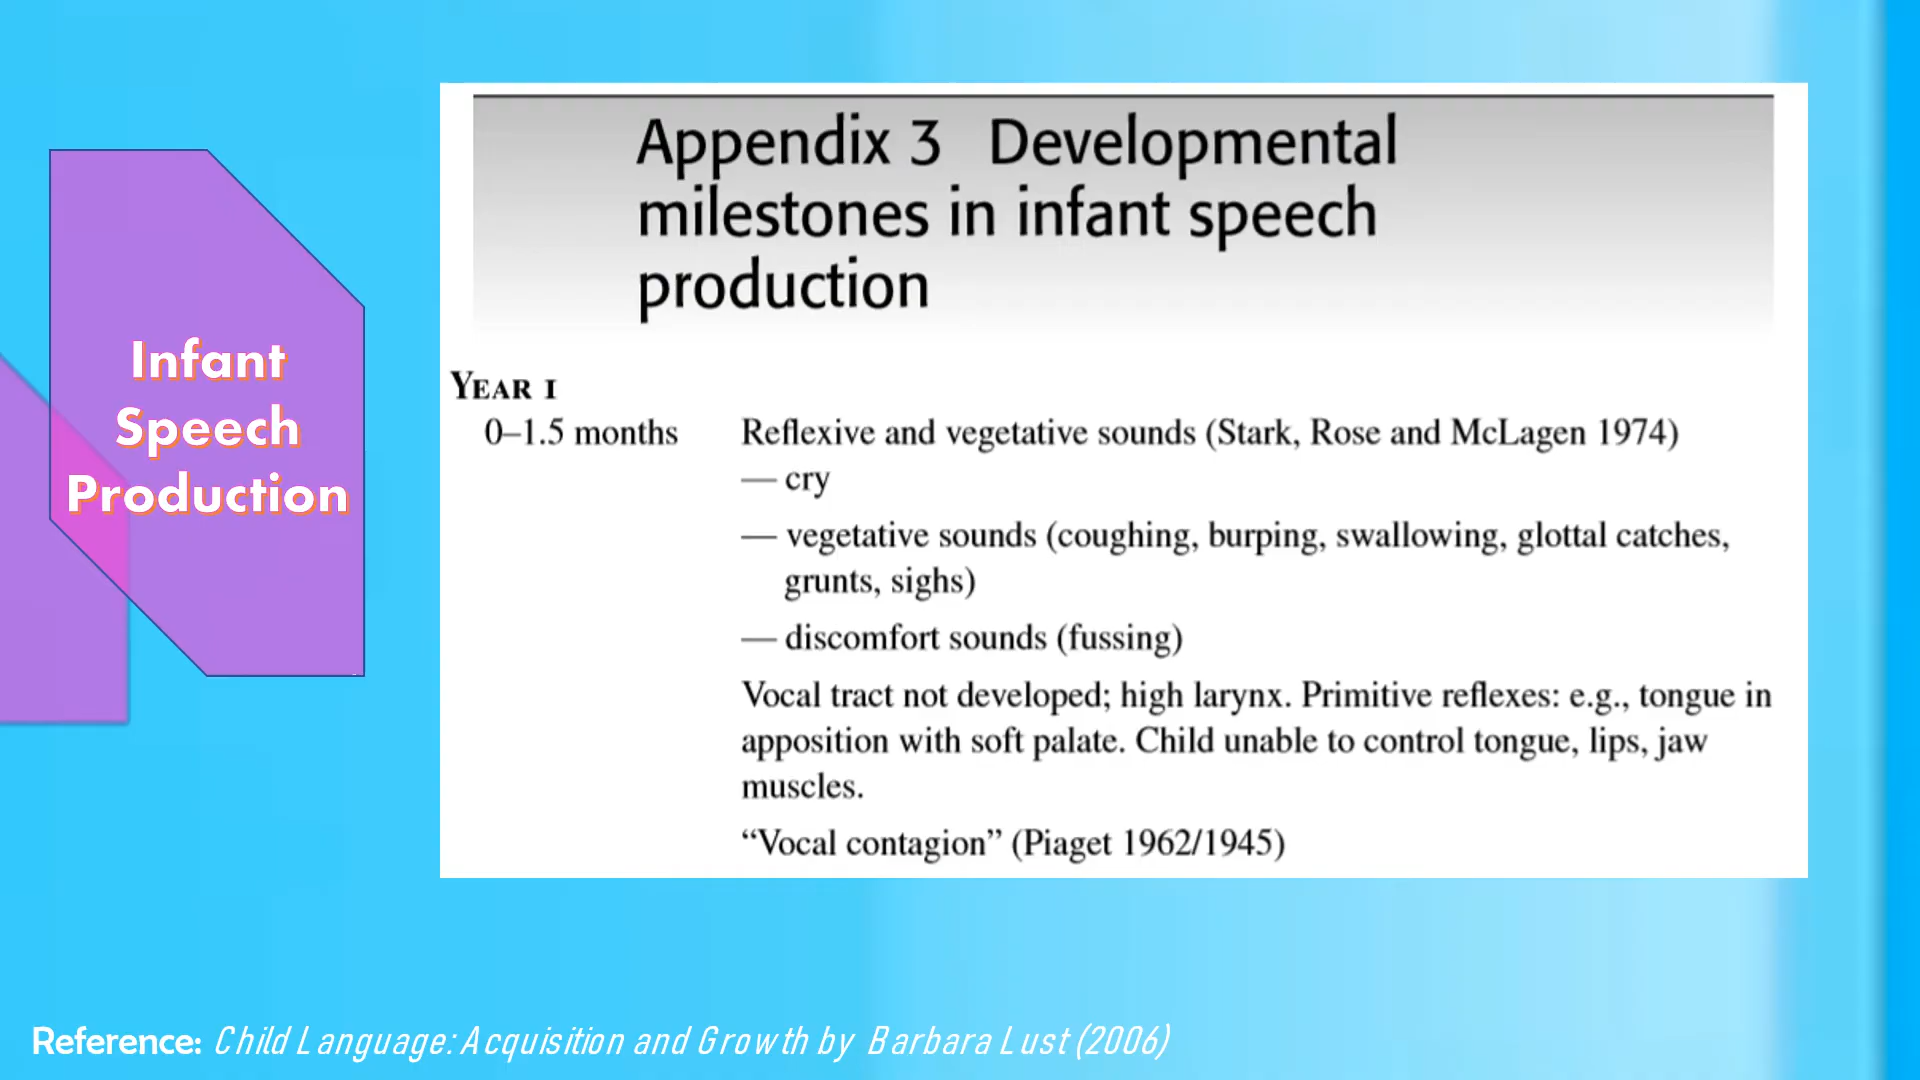 Infant
Speech
Production
Appendix 3 Developmental
milestones in infant speech
production
YEAR I
0–1.5 months
Reflexive and vegetative sounds (Stark, Rose and McLagen 1974)
— cry
— vegetative sounds (coughing, burping, swallowing, glottal catches,
grunts, sighs)
— discomfort sounds (fussing)
Vocal tract not developed; high larynx. Primitive reflexes: e.g., tongue in
apposition with soft palate. Child unable to control tongue, lips, jaw
muscles.
“Vocal contagion” (Piaget 1962/1945)
Reference: Child Language: Acquisition and Growth by Barbara Lust (2006)